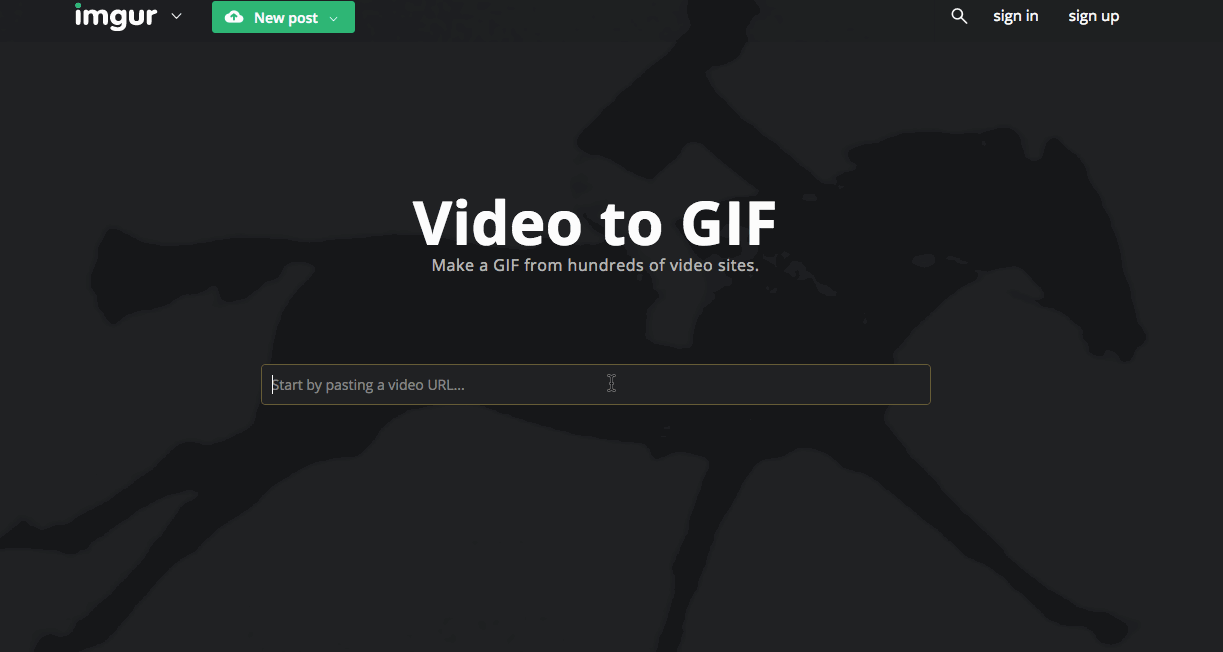 imgur
New post
sign in
sign up
Video to GIF
Make a GIF from hundreds of video sites.
Start by pasting a video URL...